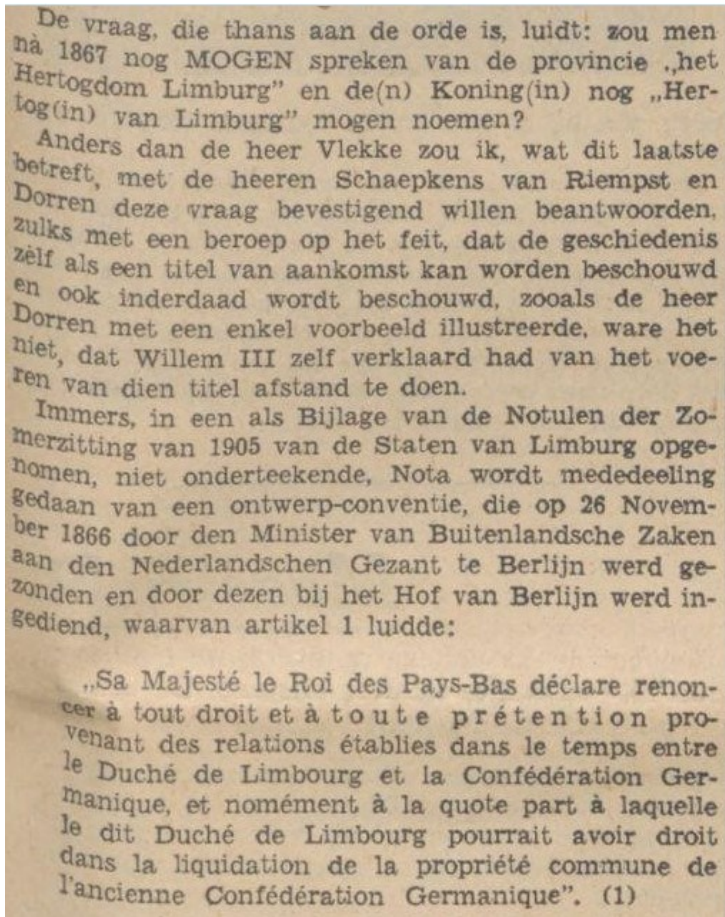 De vraag, die thans aan de orde is, luidt: zou men
nà 1867 nog MOGEN spreken van de provincie „het
Hertogdom Limburg” en de(n) Koning(in) nog „Her-
tog(in) van Limburg” mogen noemen?
Anders dan de heer Vlekke zou ik, wat dit laatste
betreft, met de heeren Schaepkens van Riempst en
Dorren deze vraag bevestigend willen beantwoorden,
zulks met een beroep op het feit, dat de geschiedenis
zèlf als een titel van aankomst kan worden beschouwd
en ook inderdaad wordt beschouwd, zooals de heer
Dorren met een enkel voorbeeld illustreerde, ware het
niet, dat Willem III zelf verklaard had van het voe-
ren van dien titel afstand te doen.
Immers, in een als Bijlage van de Notulen der Zo-
merzitting van 1905 van de Staten van Limburg opge-
nomen, niet onderteekende, Nota wordt mededeeling
gedaan van een ontwerp-conventie, die op 26 Novem-
ber 1866 door den Minister van Buitenlandsche Zaken
aan den Nederlandschen Gezant te Berlijn werd ge-
zonden en door dezen bij het Hof van Berlijn werd in-
gediend, waarvan artikel 1 luidde:
„Sa Majesté le Roi des Pays-Bas déclare renon-
cer à tout droit et à toute prétention pro-
venant des relations établies dans le temps entre
le Duché de Limbourg et la Confédération Ger-
manique, et nomément à la quote part à laquelle
le dit Duché de Limbourg pourrait avoir droit
dans la liquidation de la propriété commune de
l'ancienne Confédération Germanique”. (1)